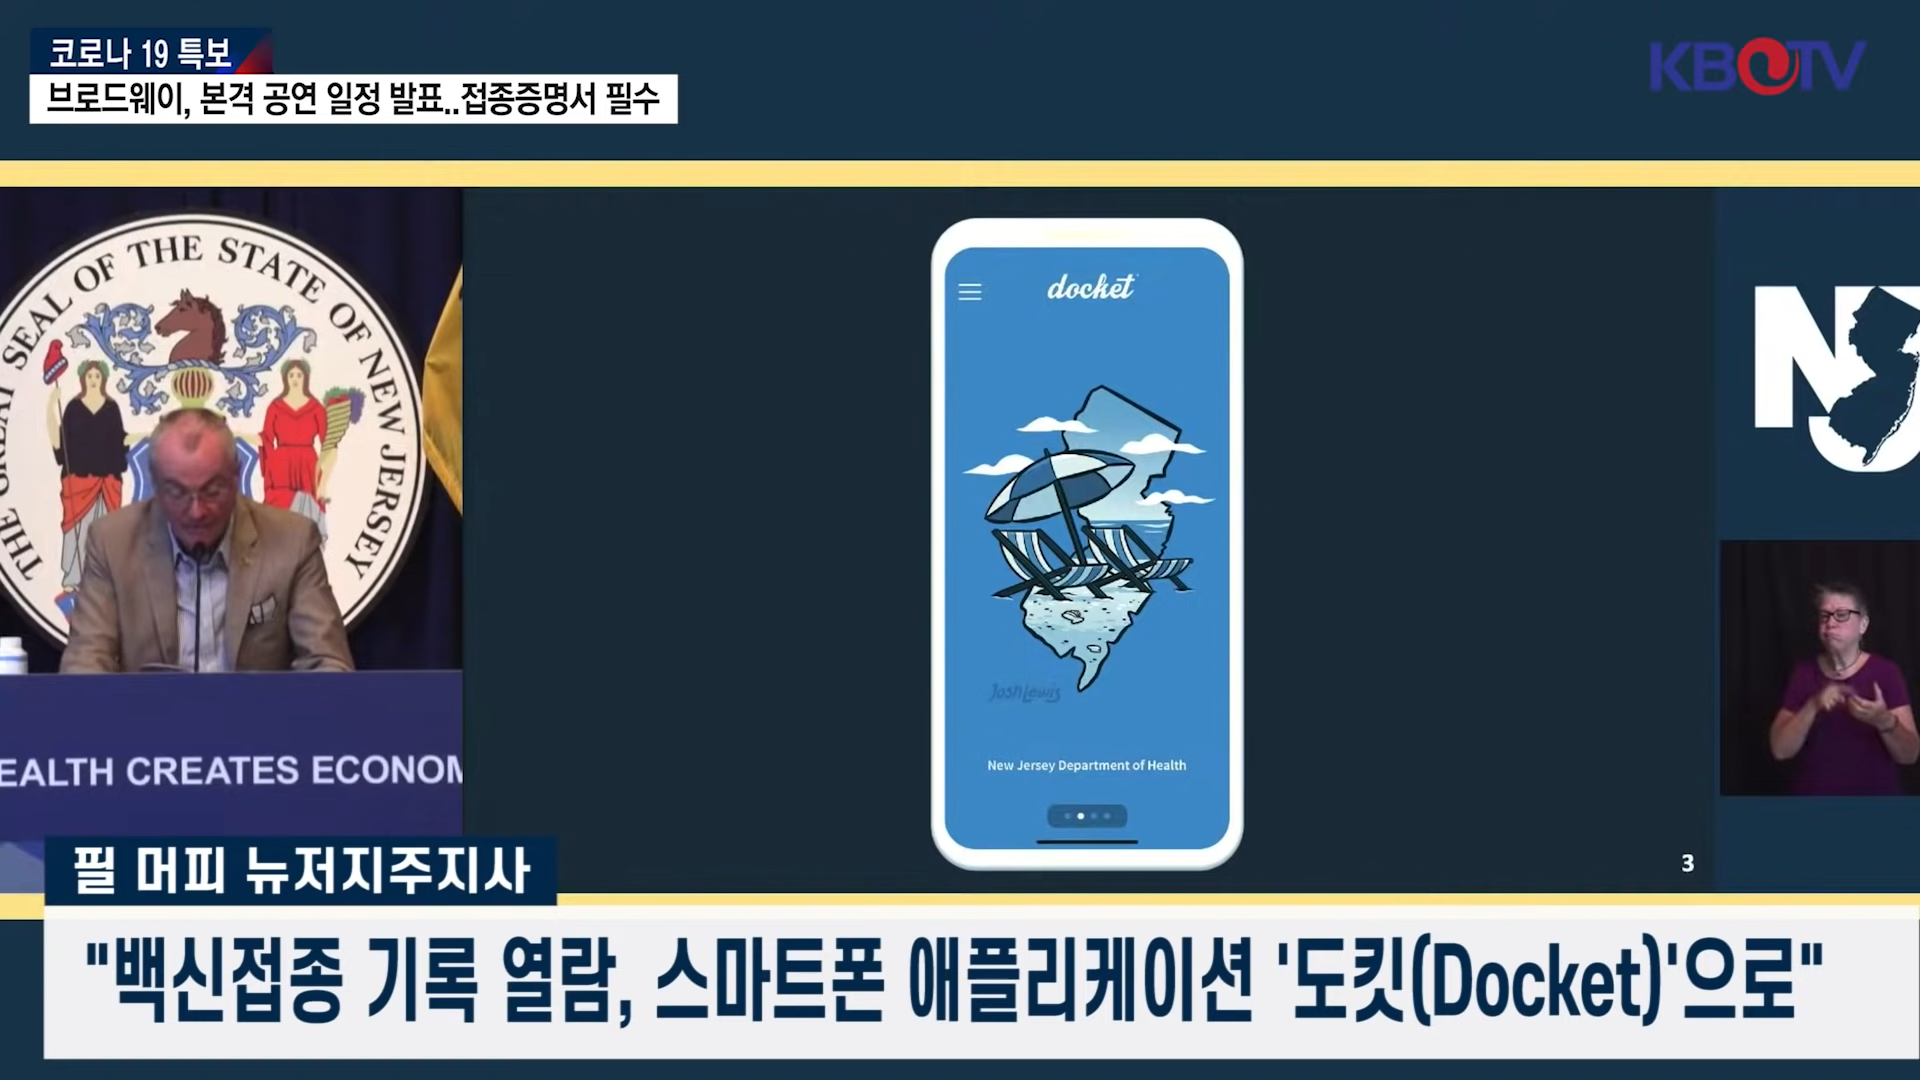 코로나 19 특보
브로드웨이, 본격 공연 일정 발표..접종증명서 필수
KBTV
THE GREAT SEAL OF THE STATE OF NEW JERSEY
docket
NJ
JoshLewis
New Jersey Department of Health
EALTH CREATES ECONOM
3
필 머피 뉴저지주지사
"백신접종 기록 열람, 스마트폰 애플리케이션 '도킷(Docket)'으로"